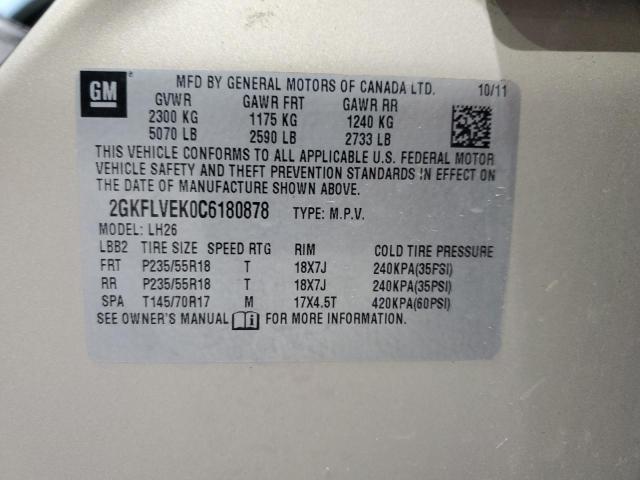 GM ® MFD BY GENERAL MOTORS OF CANADA LTD. 10/11
GVWR GAWR FRT GAWR RR
2300 KG 1175 KG 1240 KG
5070 LB 2590 LB 2733 LB
THIS VEHICLE CONFORMS TO ALL APPLICABLE U.S. FEDERAL MOTOR
VEHICLE SAFETY AND THEFT PREVENTION STANDARDS IN EFFECT ON
THE DATE OF MANUFACTURE SHOWN ABOVE.
2GKFLVEK0C6180878 TYPE: M.P.V.
MODEL: LH26
LBB2 TIRE SIZE SPEED RTG RIM COLD TIRE PRESSURE
FRT P235/55R18 T 18X7J 240KPA(35PSI)
RR P235/55R18 T 18X7J 240KPA(35PSI)
SPA T145/70R17 M 17X4.5T 420KPA(60PSI)
SEE OWNER'S MANUAL FOR MORE INFORMATION.